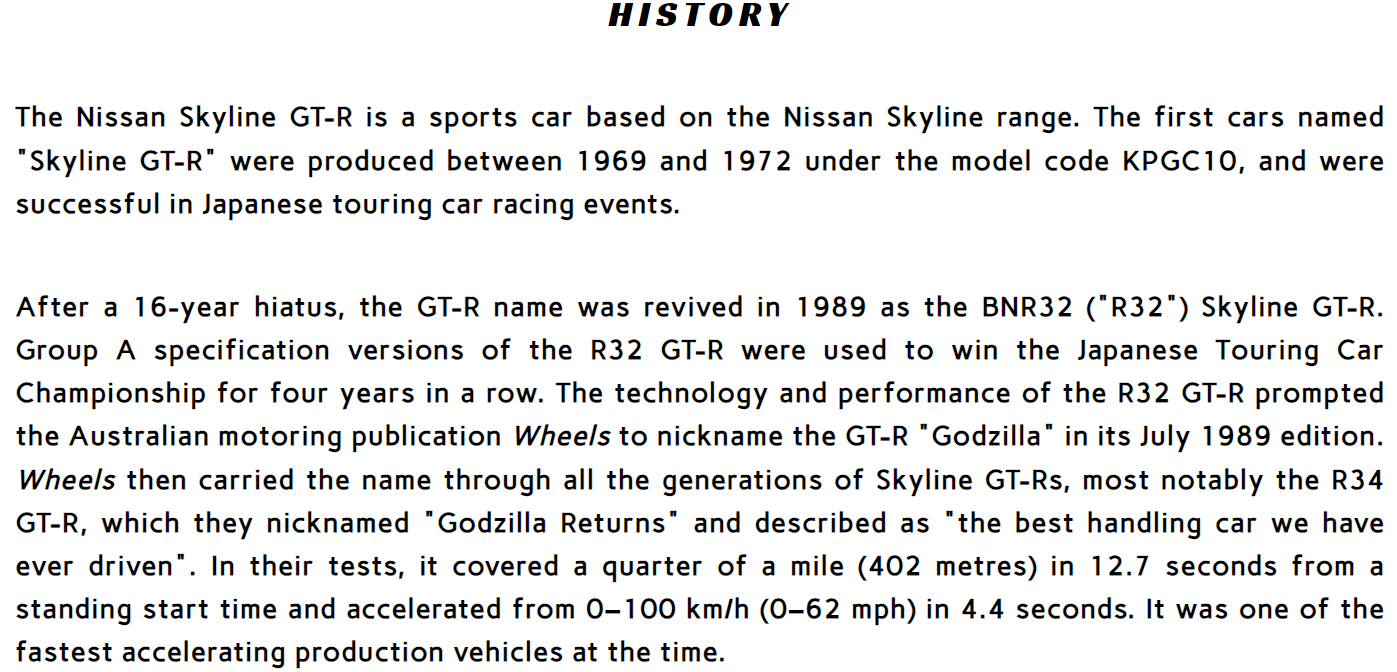 HISTORY
The Nissan Skyline GT-R is a sports car based on the Nissan Skyline range. The first cars named
"Skyline GT-R" were produced between 1969 and 1972 under the model code KPGC10, and were
successful in Japanese touring car racing events.
After a 16-year hiatus, the GT-R name was revived in 1989 as the BNR32 ("R32") Skyline GT-R.
Group A specification versions of the R32 GT-R were used to win the Japanese Touring Car
Championship for four years in a row. The technology and performance of the R32 GT-R prompted
the Australian motoring publication Wheels to nickname the GT-R "Godzilla" in its July 1989 edition.
Wheels then carried the name through all the generations of Skyline GT-Rs, most notably the R34
GT-R, which they nicknamed "Godzilla Returns" and described as "the best handling car we have
ever driven". In their tests, it covered a quarter of a mile (402 metres) in 12.7 seconds from a
standing start time and accelerated from 0–100 km/h (0–62 mph) in 4.4 seconds. It was one of the
fastest accelerating production vehicles at the time.